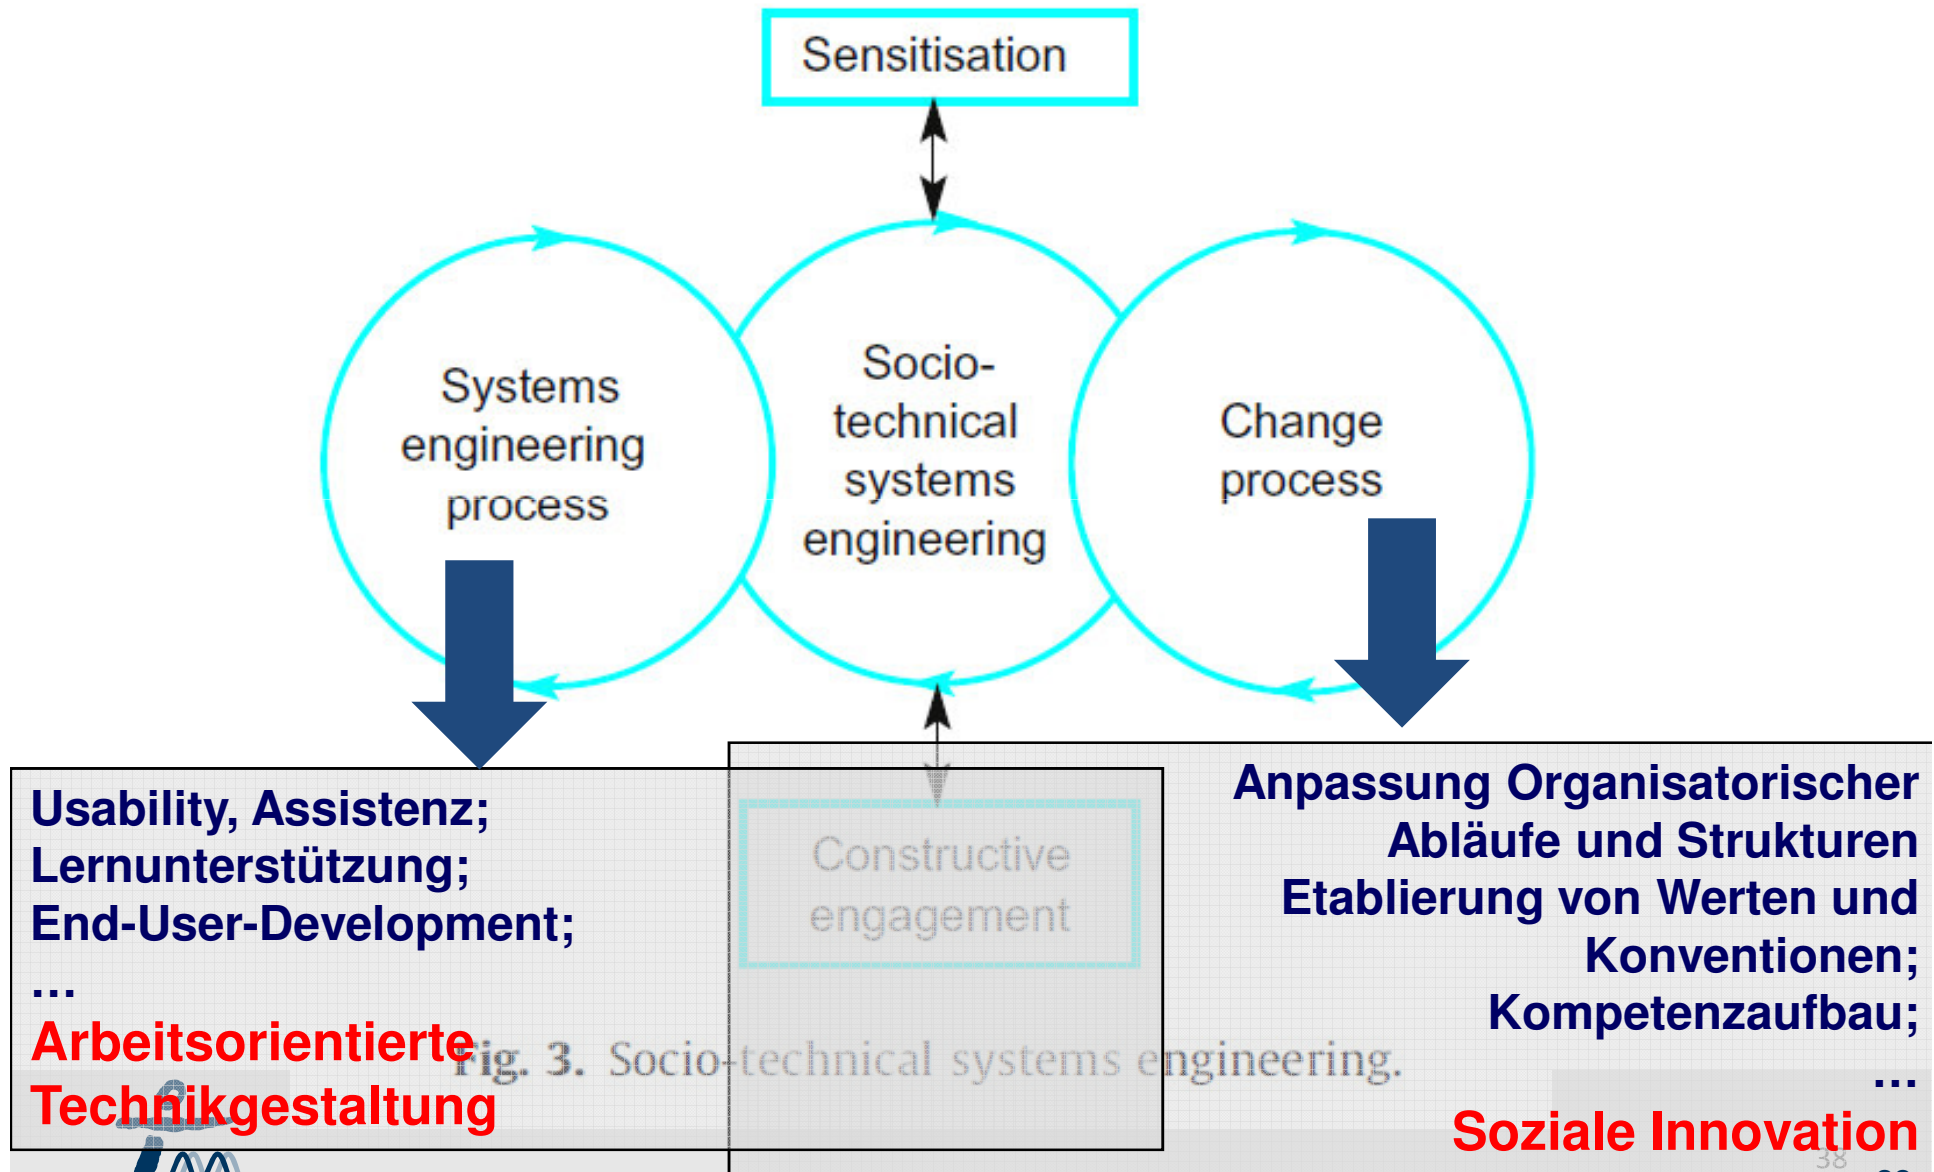 Sensitisation
Systems
engineering
process
Socio-
technical
systems
engineering
Change
process
Usability, Assistenz;
Lernunterstützung;
End-User-Development;
...
Arbeitsorientierte
Technikgestaltung
Constructive
engagement
Anpassung Organisatorischer
Abläufe und Strukturen
Etablierung von Werten und
Konventionen;
Kompetenzaufbau;
...
Soziale Innovation
Fig. 3. Socio-technical systems engineering.
38